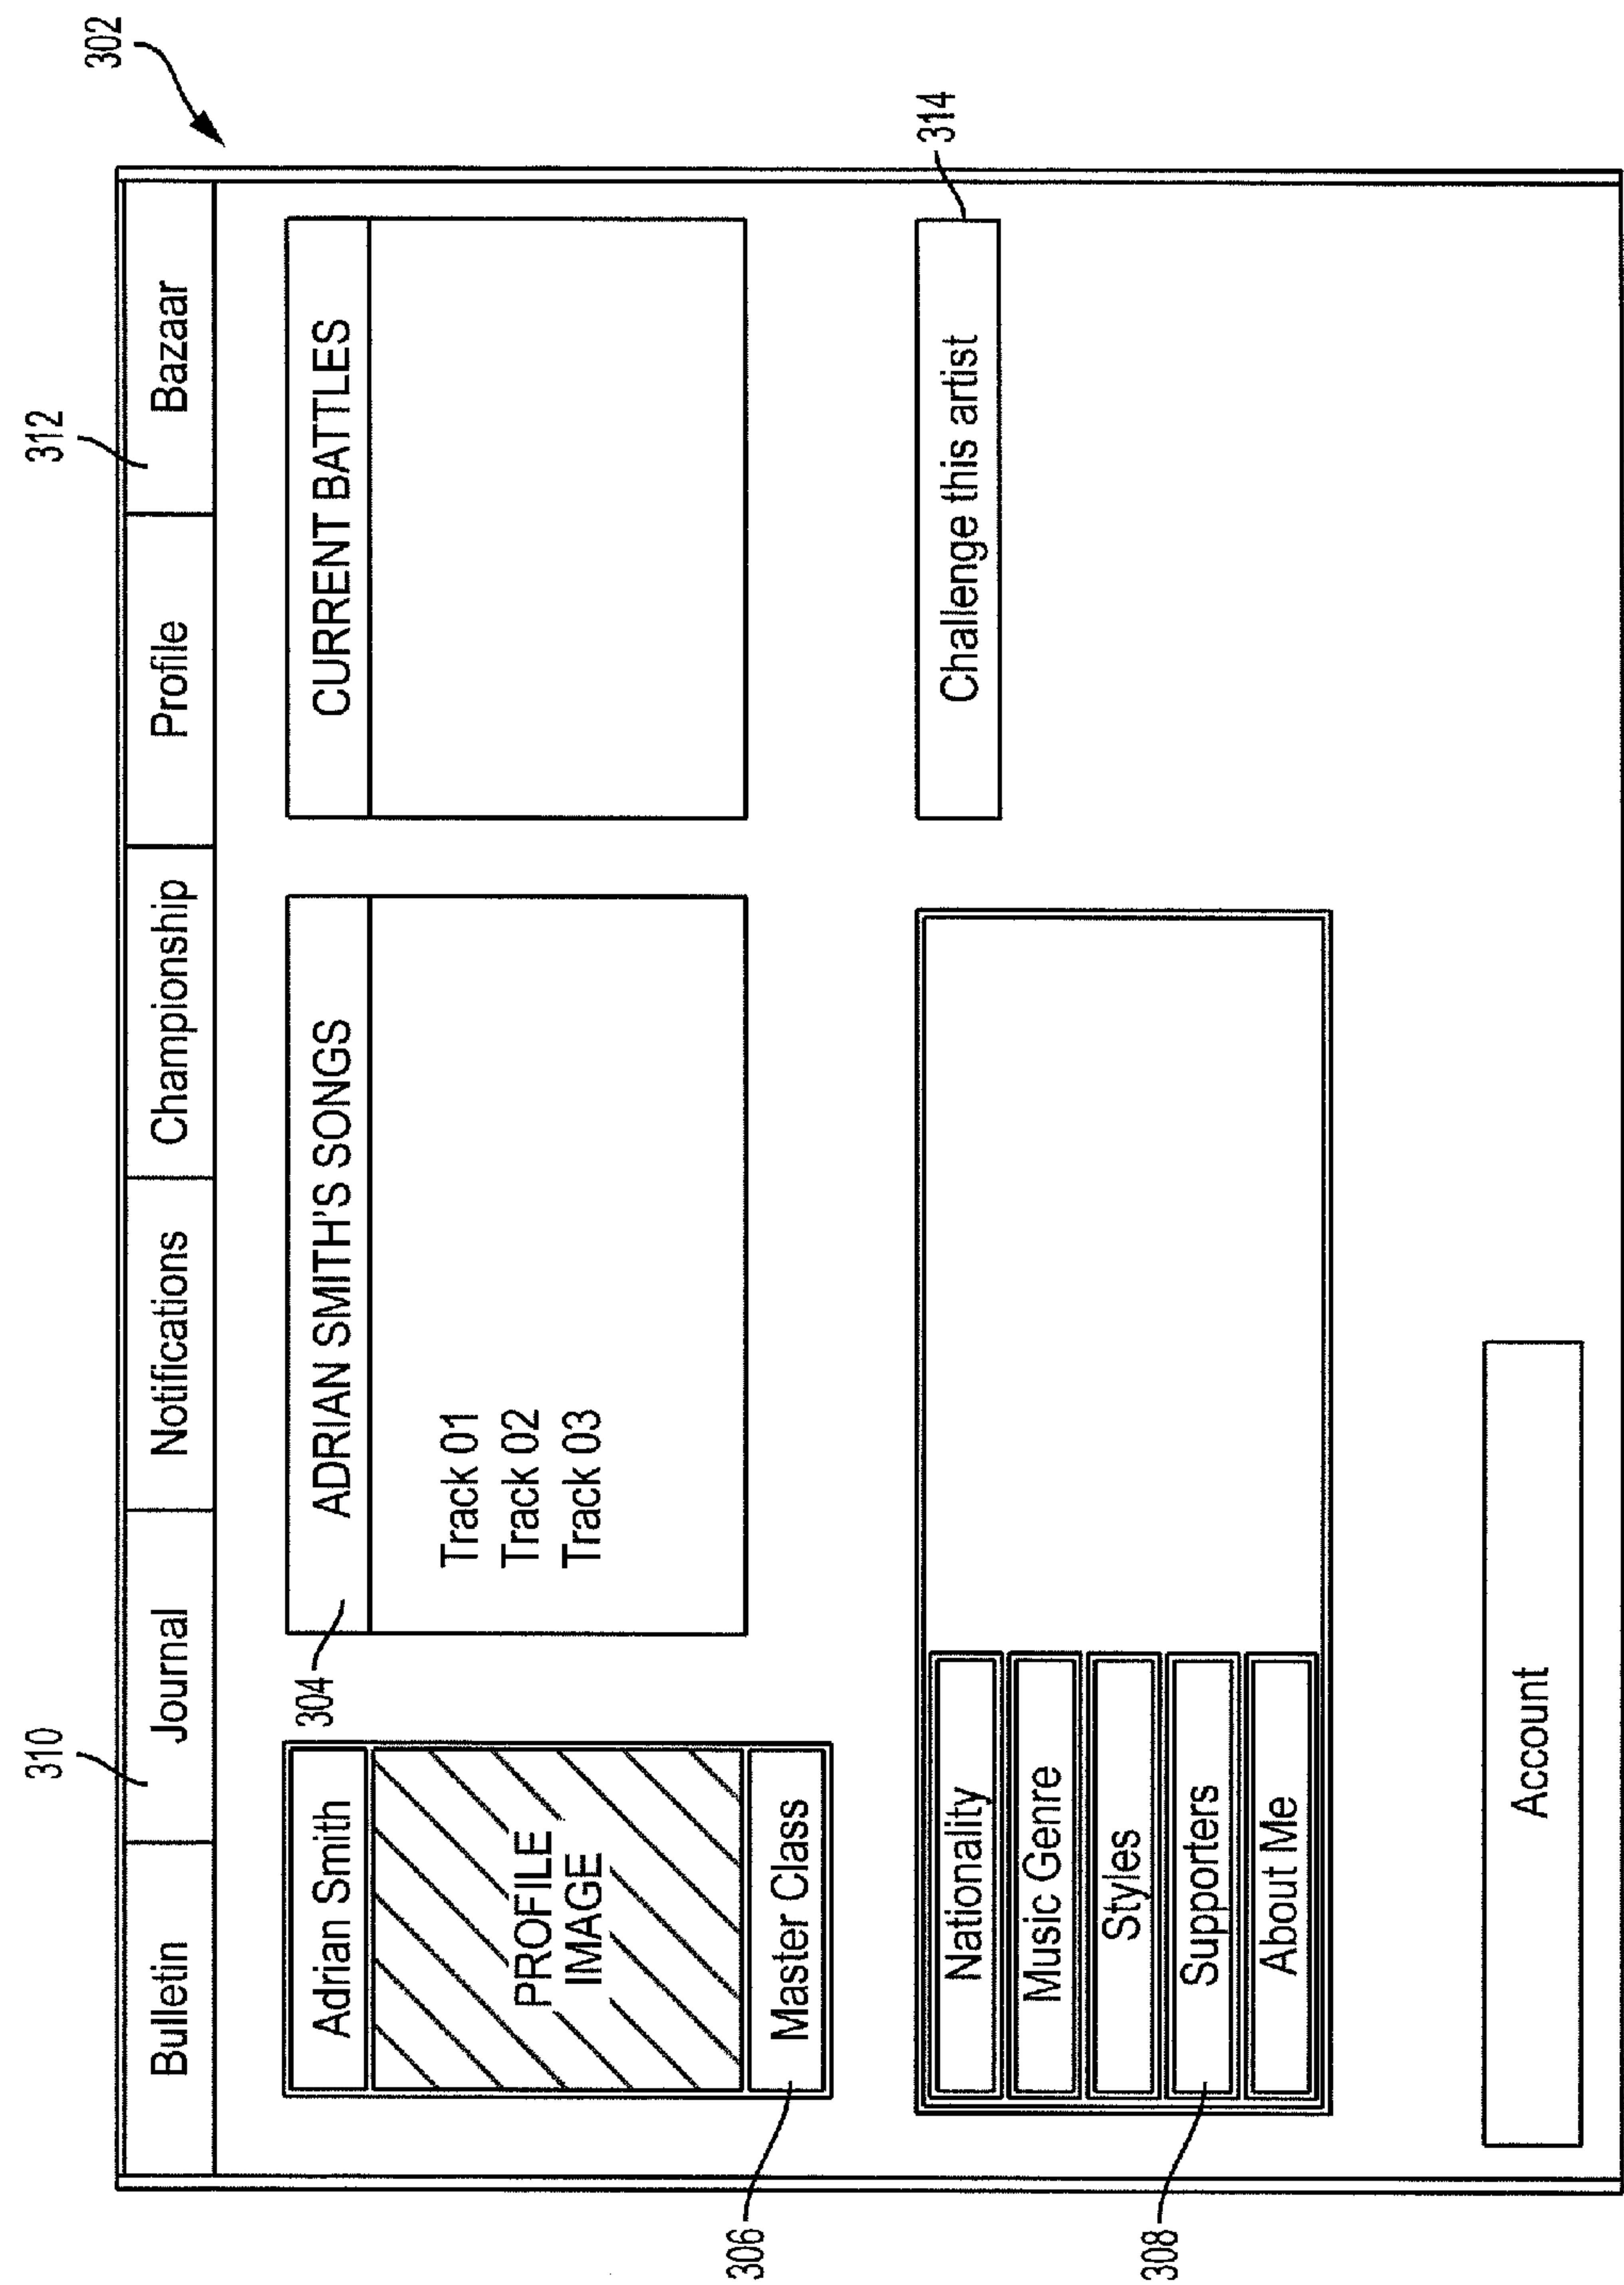 302
310
312
Bulletin
Journal
Notifications
Championship
Profile
Bazaar
Adrian Smith
PROFILE
IMAGE
Master Class
306
304
ADRIAN SMITH'S SONGS
Track 01
Track 02
Track 03
CURRENT BATTLES
Nationality
Music Genre
Styles
Supporters
About Me
308
Challenge this artist
314
Account